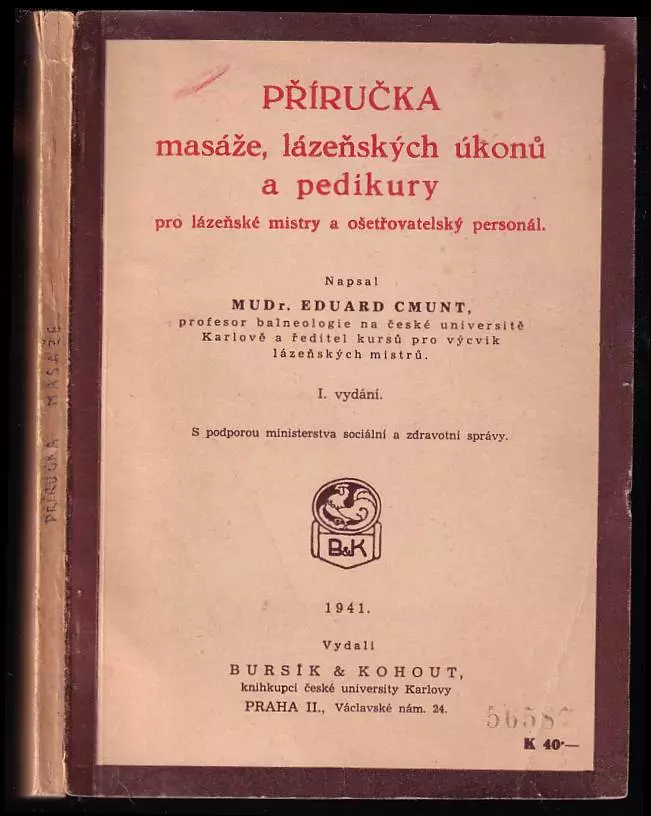 PŘÍRUČKA MASÁŽE
PŘÍRUČKA
masáže, lázeňských úkonů
a pedikury
pro lázeňské mistry a ošetřovatelský personál.
Napsal
MUDr. EDUARD CMUNT,
profesor balneologie na české universitě
Karlově a ředitel kursů pro výcvik
lázeňských mistrů.
I. vydání.
S podporou ministerstva sociální a zdravotní správy.
B&K
1941.
Vydali
BURSÍK & KOHOUT,
knihkupci české university Karlovy
PRAHA II., Václavské nám. 24.
K 40·—